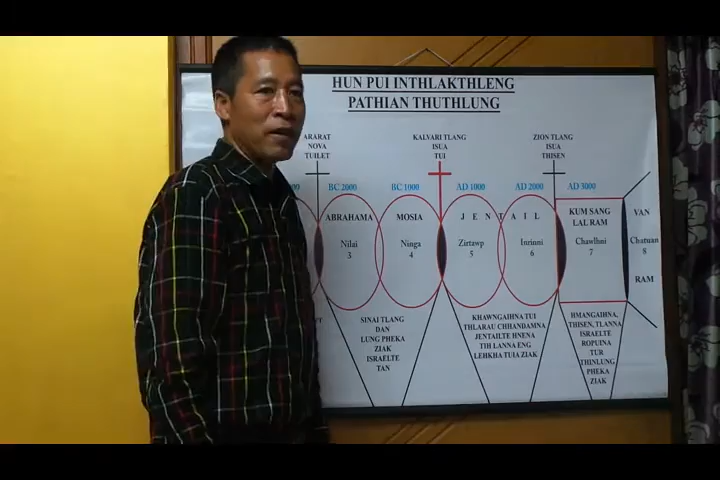 HUN PUI INTHLAKTHLENG
PATHIAN THUTHLUNG
ARARAT
NOVA
TUILET
KALVARI TLANG
ISUA
TUI
ZION TLANG
ISUA
THISEN
BC 2000
BC 1000
AD 1000
AD 2000
AD 3000
ABRAHAMA
Nilai
3
MOSIA
Ninga
4
JENTAIL
Zirtawp
5
Inrinni
6
KUM SANG
LAL RAM
Chawlhni
7
VAN
Chatuan
8
RAM
SINAI TLANG
DAN
LUNG PHEKA
ZIAK
ISRAELTE
TAN
KHAWNGAIHNA TUI
THLARAU CHHANDAMNA
JENTAILTE HNENA
TIH LANNA ENG
LEHKHA TUIA ZIAK
HMANGAIHNA,
THISEN, TLANNA
ISRAELTE
ROPUINA
TUR
THINLUNG
PHEKA
ZIAK